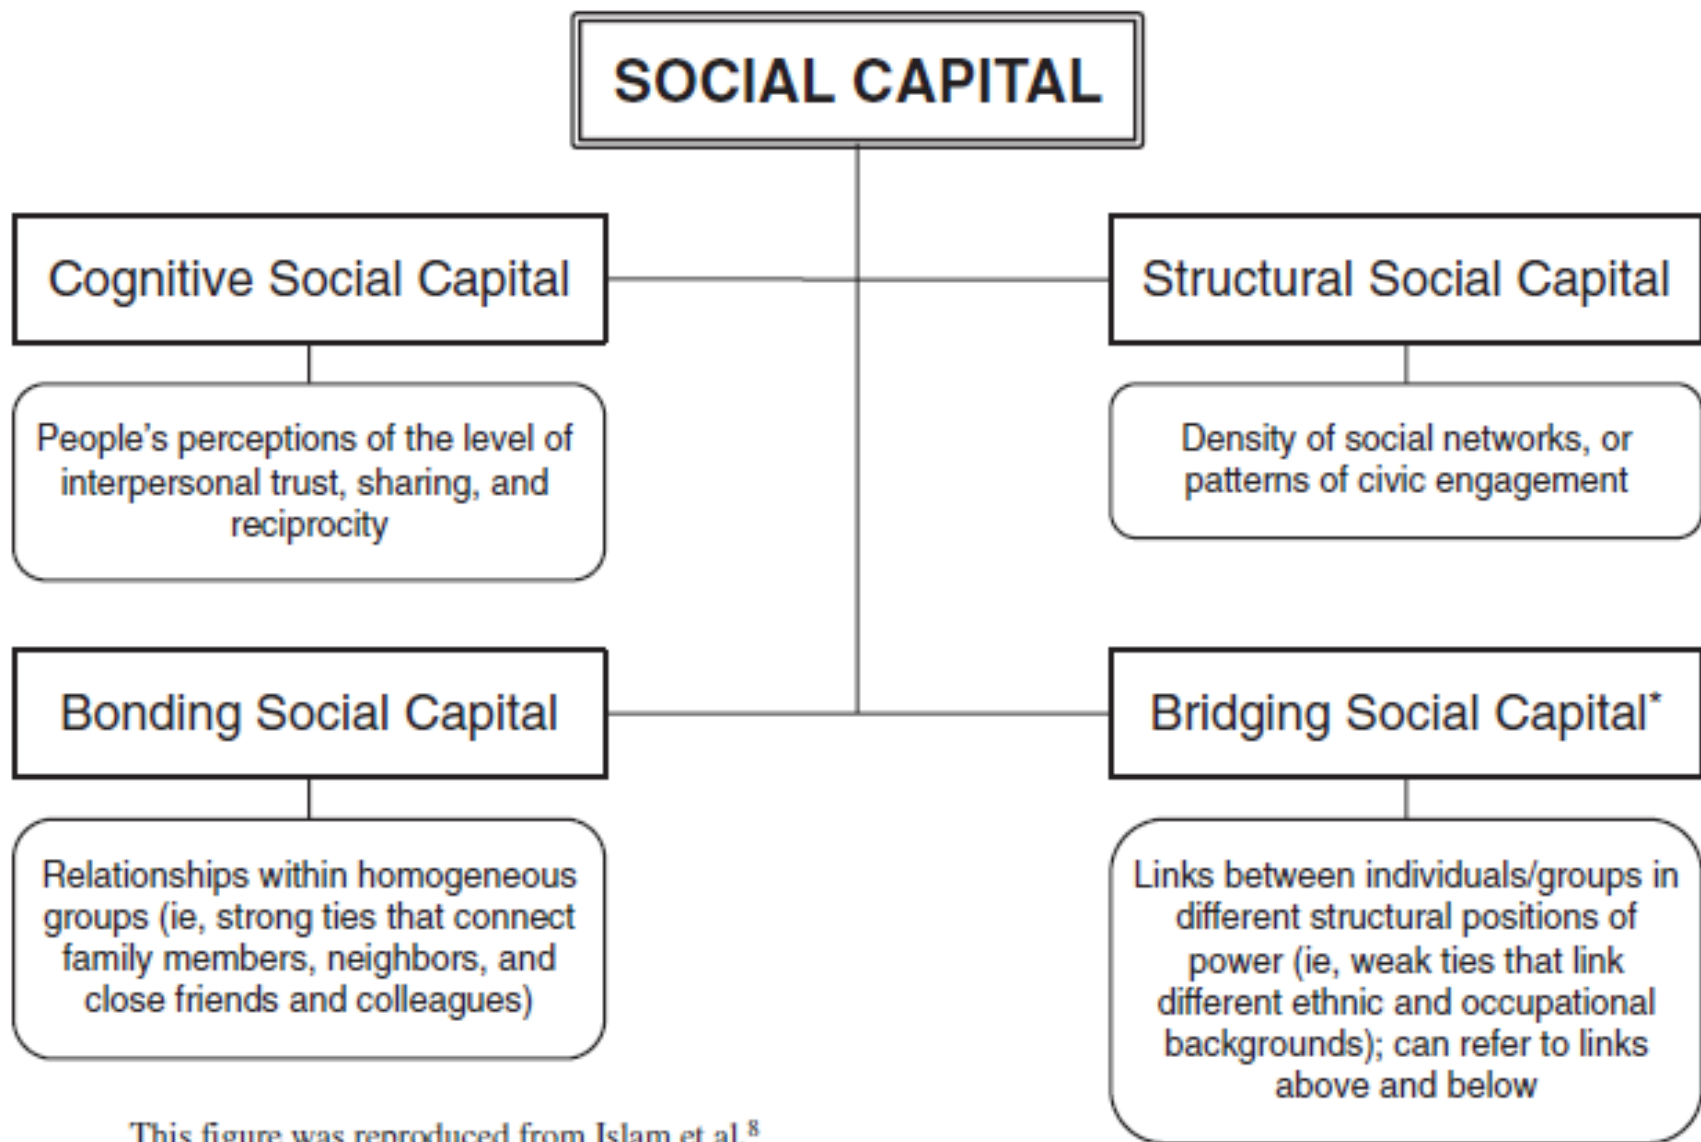 SOCIAL CAPITAL
Cognitive Social Capital
Structural Social Capital
People’s perceptions of the level of
interpersonal trust, sharing, and
reciprocity
Density of social networks, or
patterns of civic engagement
Bonding Social Capital
Bridging Social Capital*
Relationships within homogeneous
groups (ie, strong ties that connect
family members, neighbors, and
close friends and colleagues)
Links between individuals/groups in
different structural positions of
power (ie, weak ties that link
different ethnic and occupational
backgrounds); can refer to links
above and below
This figure was reproduced from Islam et al.⁸